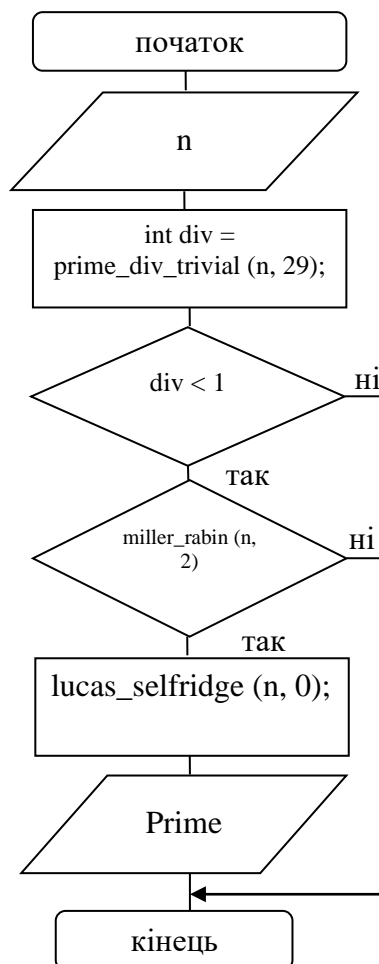 початок
n
int div =
prime_div_trivial (n, 29);
div < 1
ні
так
miller_rabin (n,
2)
ні
так
lucas_selfridge (n, 0);
Prime
кінець